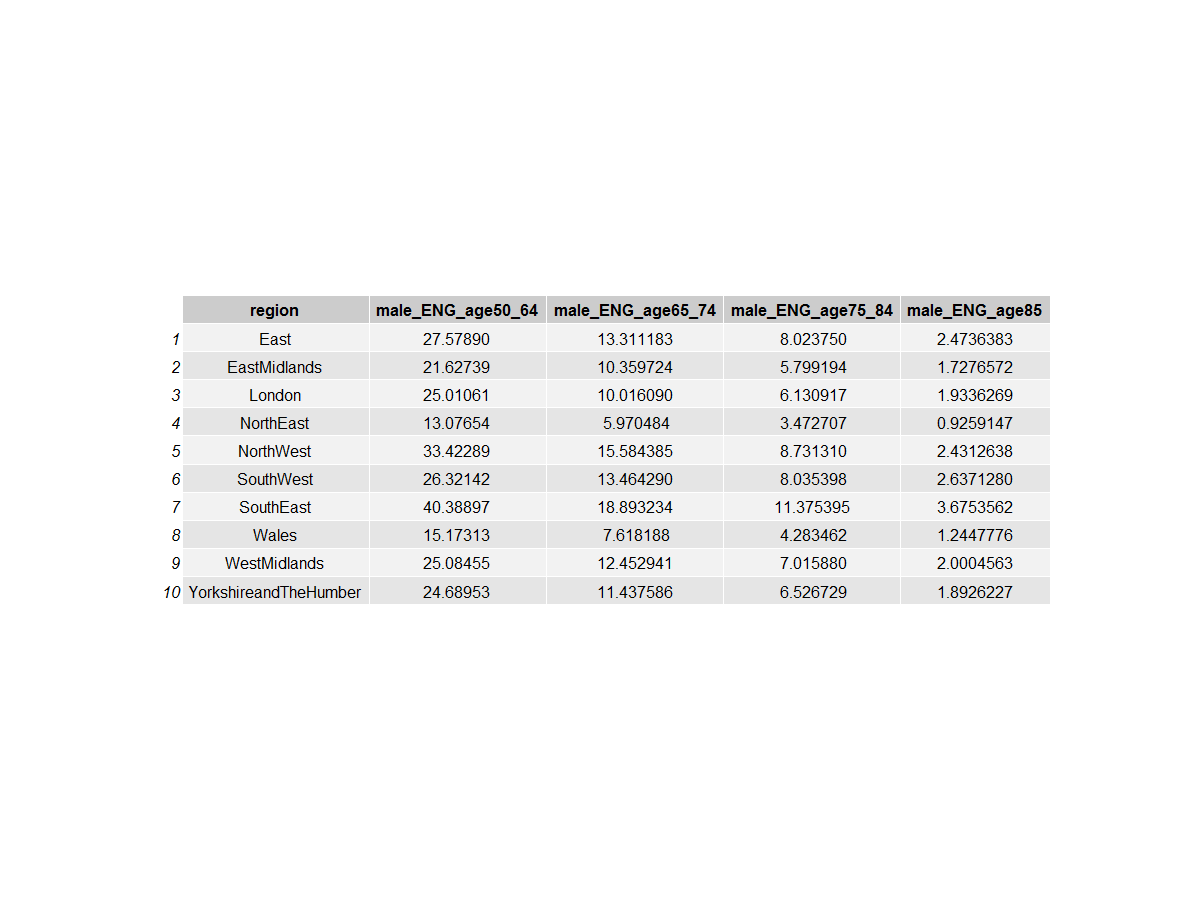 region male_ENG_age50_64 male_ENG_age65_74 male_ENG_age75_84 male_ENG_age85
1 East 27.57890 13.311183 8.023750 2.4736383
2 EastMidlands 21.62739 10.359724 5.799194 1.7276572
3 London 25.01061 10.016090 6.130917 1.9336269
4 NorthEast 13.07654 5.970484 3.472707 0.9259147
5 NorthWest 33.42289 15.584385 8.731310 2.4312638
6 SouthWest 26.32142 13.464290 8.035398 2.6371280
7 SouthEast 40.38897 18.893234 11.375395 3.6753562
8 Wales 15.17313 7.618188 4.283462 1.2447776
9 WestMidlands 25.08455 12.452941 7.015880 2.0004563
10 YorkshireandTheHumber 24.68953 11.437586 6.526729 1.8926227